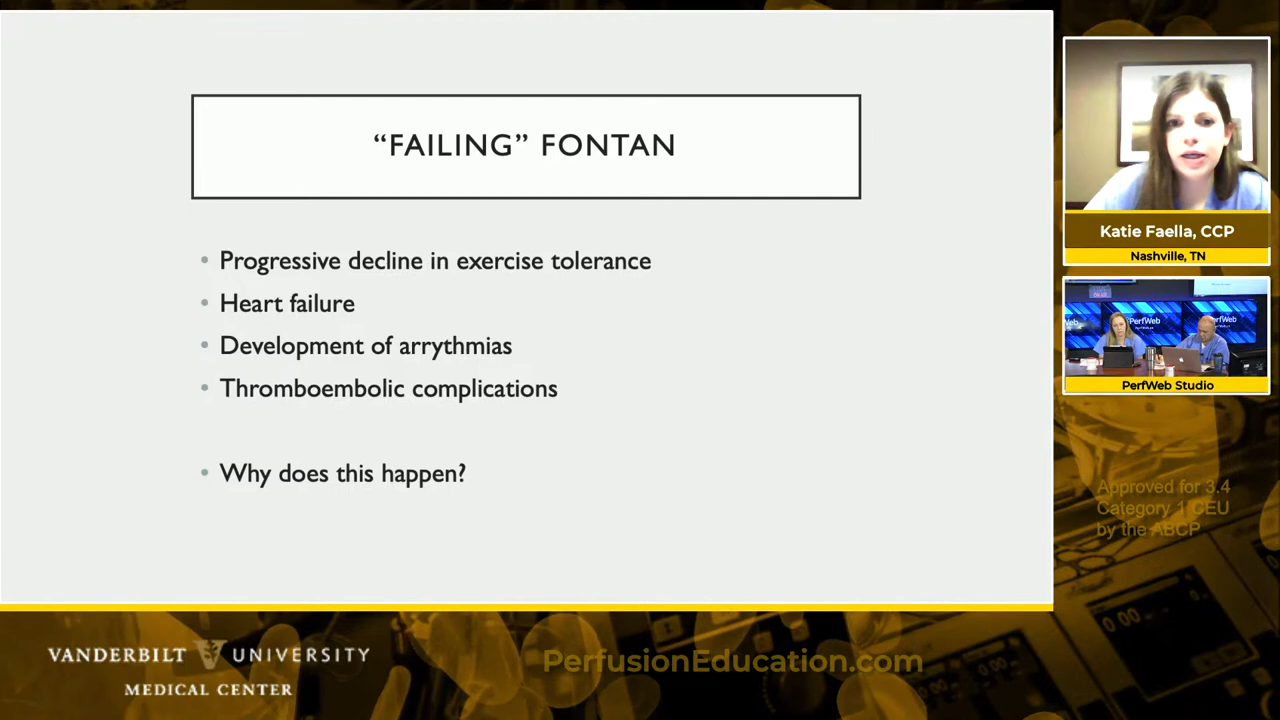 “FAILING” FONTAN
Progressive decline in exercise tolerance
Heart failure
Development of arrythmias
Thromboembolic complications
Why does this happen?
Katie Faella, CCP
Nashville, TN
PerfWeb
PerfWeb
PerfWeb Studio
Approved for 3.4
Category 1 CEU
by the ABCP
VANDERBILT UNIVERSITY
MEDICAL CENTER
PerfusionEducation.com